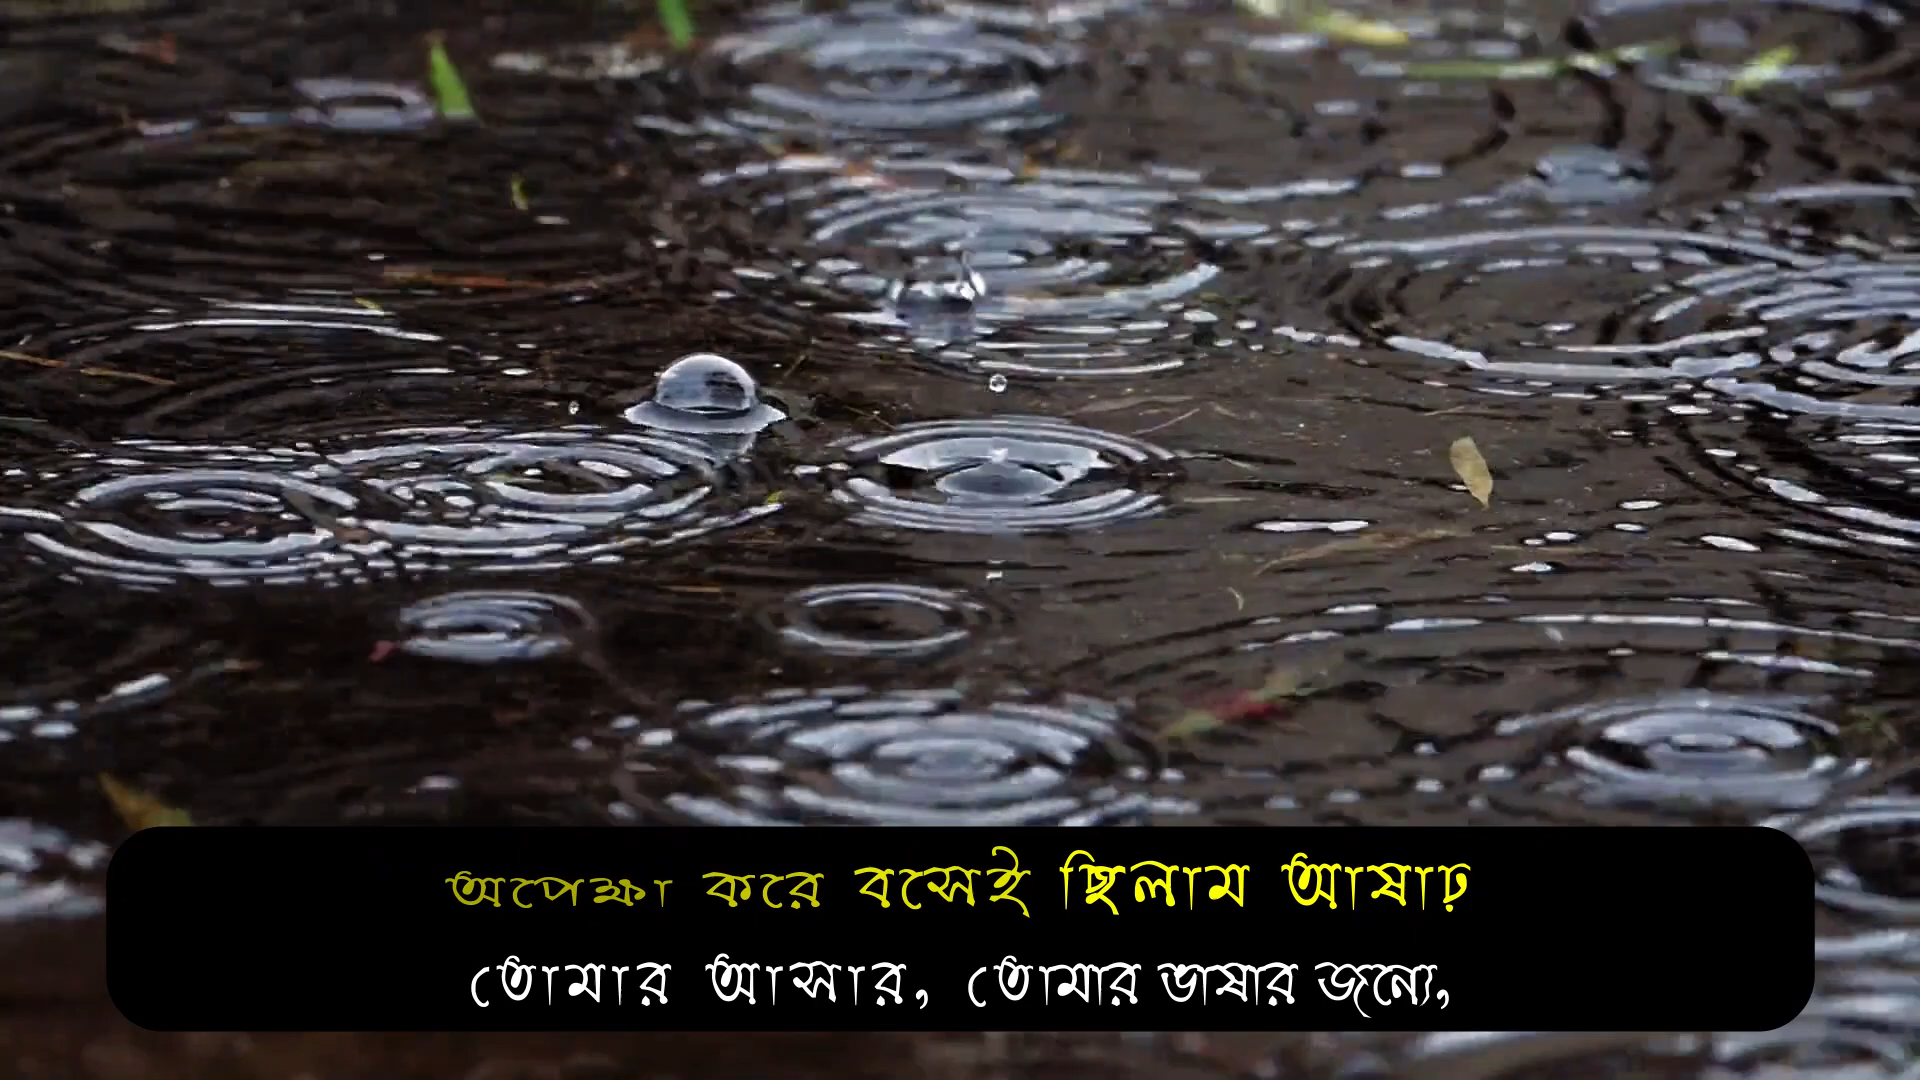 অপেক্ষা করে বসেই ছিলাম আষাঢ়
তোমার আসার, তোমার ভাষার জন্যে,